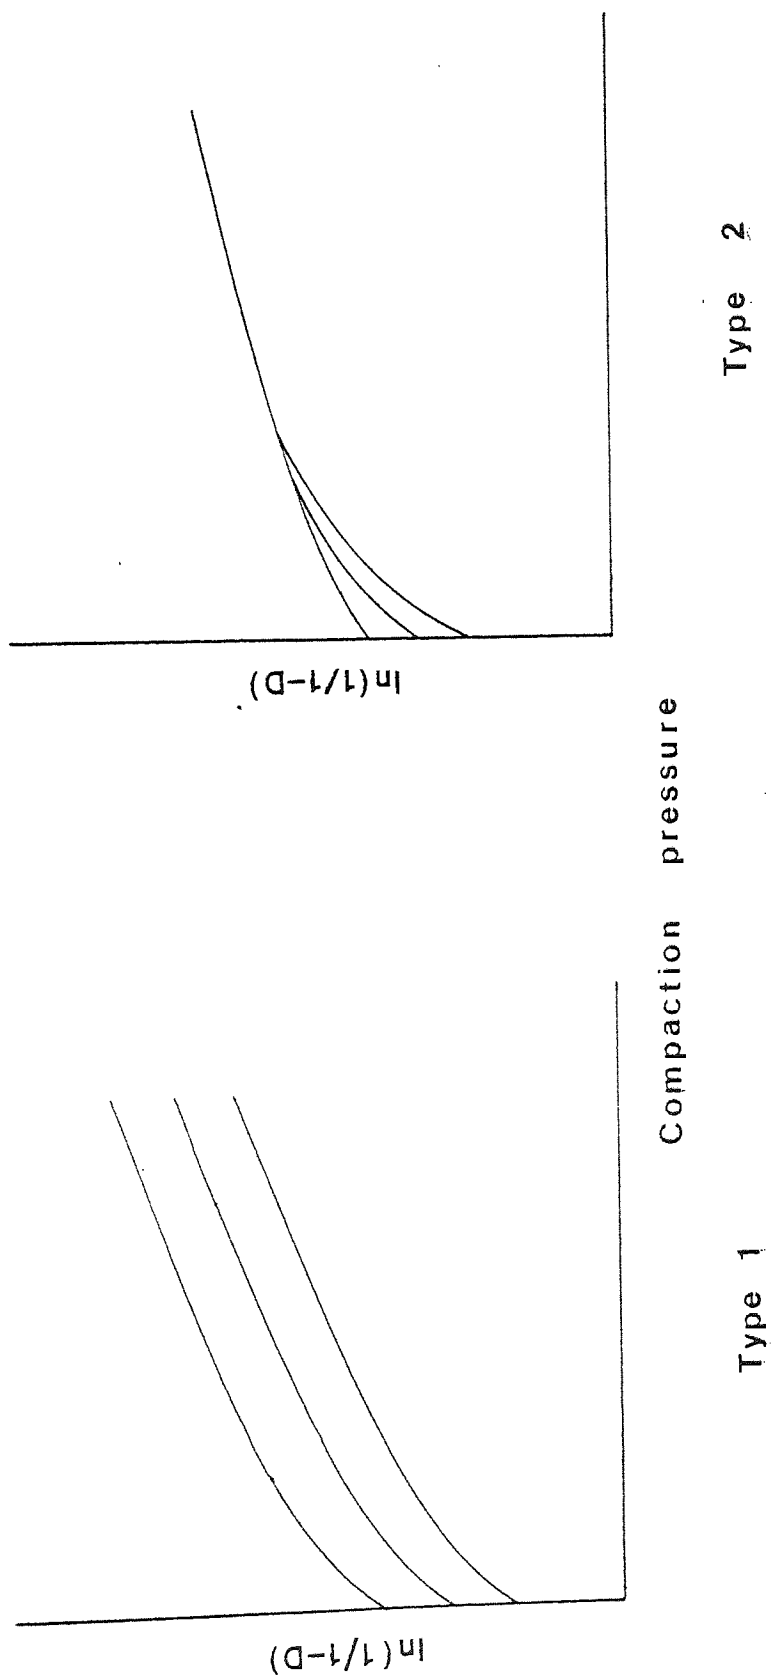 ln(1/1-D)
ln(1/1-D)
Compaction pressure
Type 1
Type 2